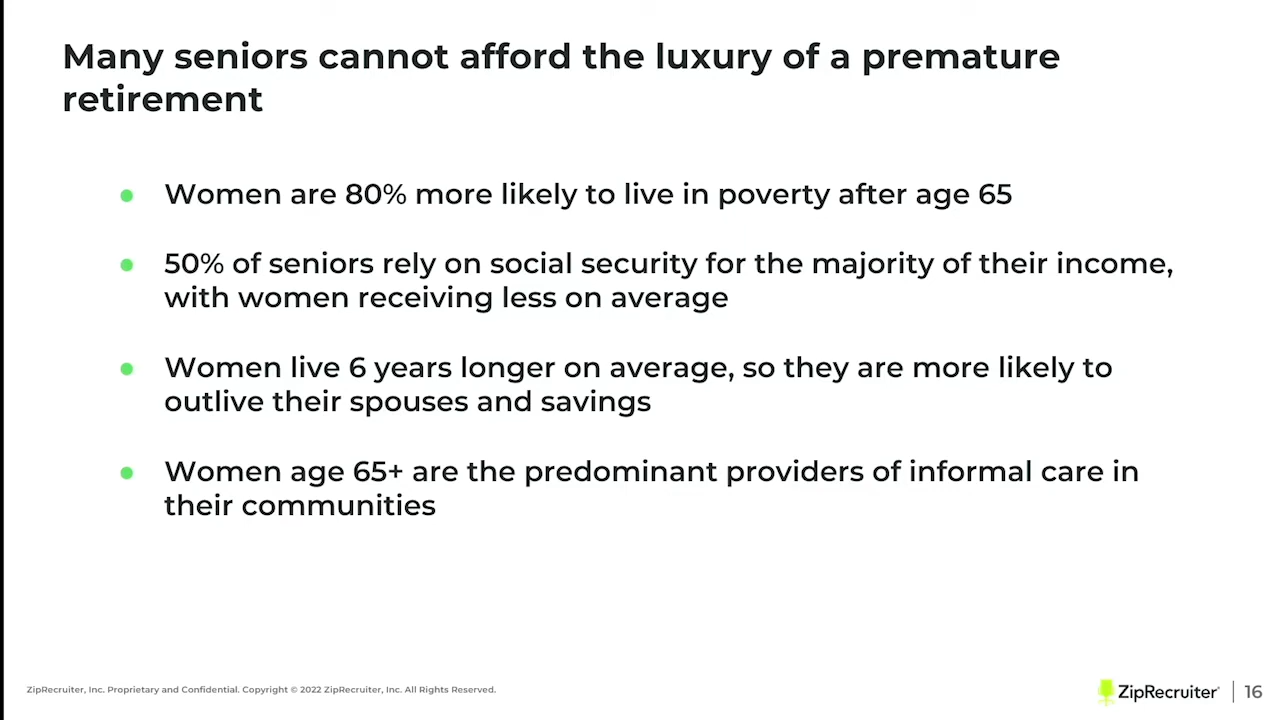 Many seniors cannot afford the luxury of a premature
retirement
● Women are 80% more likely to live in poverty after age 65
● 50% of seniors rely on social security for the majority of their income,
with women receiving less on average
● Women live 6 years longer on average, so they are more likely to
outlive their spouses and savings
● Women age 65+ are the predominant providers of informal care in
their communities
ZipRecruiter, Inc. Proprietary and Confidential. Copyright © 2022 ZipRecruiter, Inc. All Rights Reserved.
ZipRecruiter
16